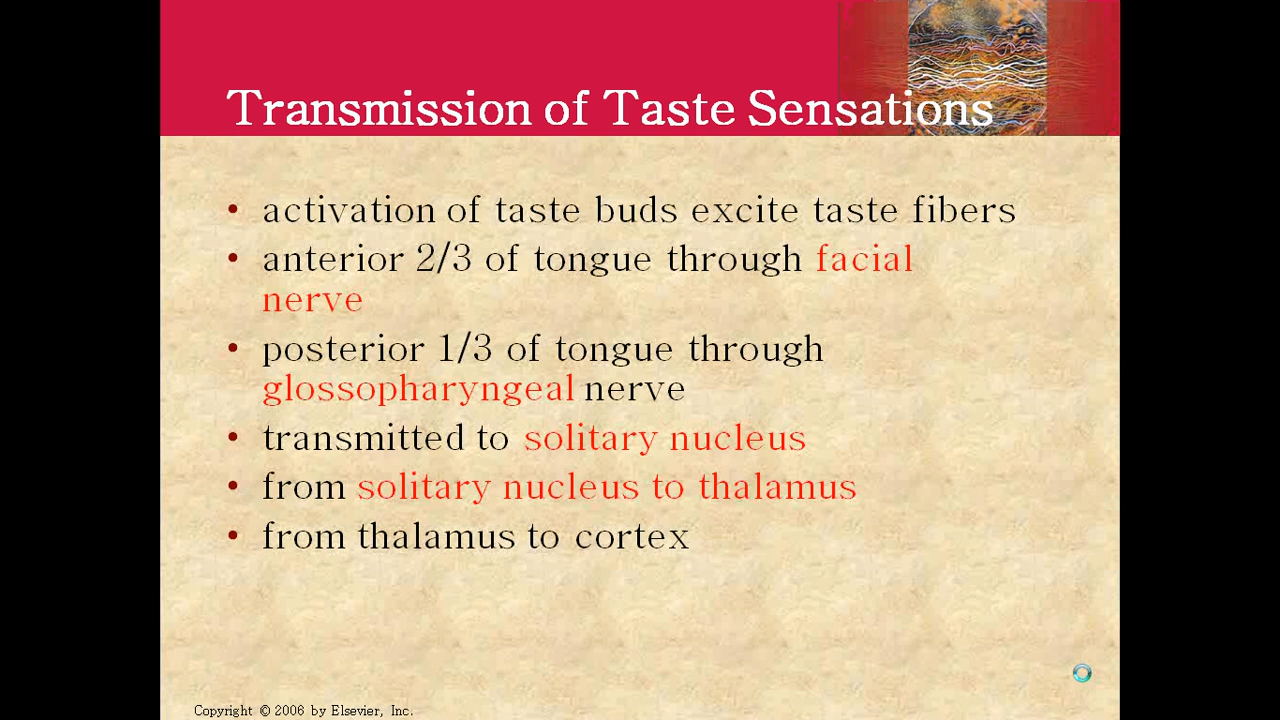 Transmission of Taste Sensations
• activation of taste buds excite taste fibers
• anterior 2/3 of tongue through facial
nerve
• posterior 1/3 of tongue through
glossopharyngeal nerve
• transmitted to solitary nucleus
• from solitary nucleus to thalamus
• from thalamus to cortex
Copyright © 2006 by Elsevier, Inc.